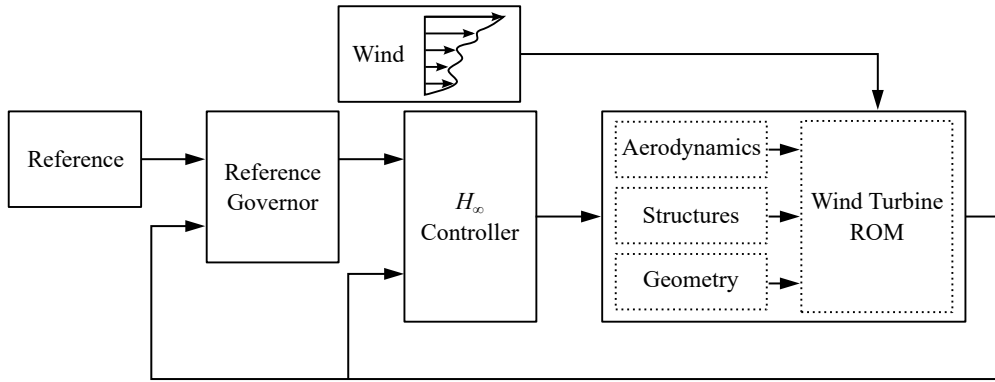 Wind
Reference
Reference
Governor
H∞
Controller
Aerodynamics
Structures
Geometry
Wind Turbine
ROM